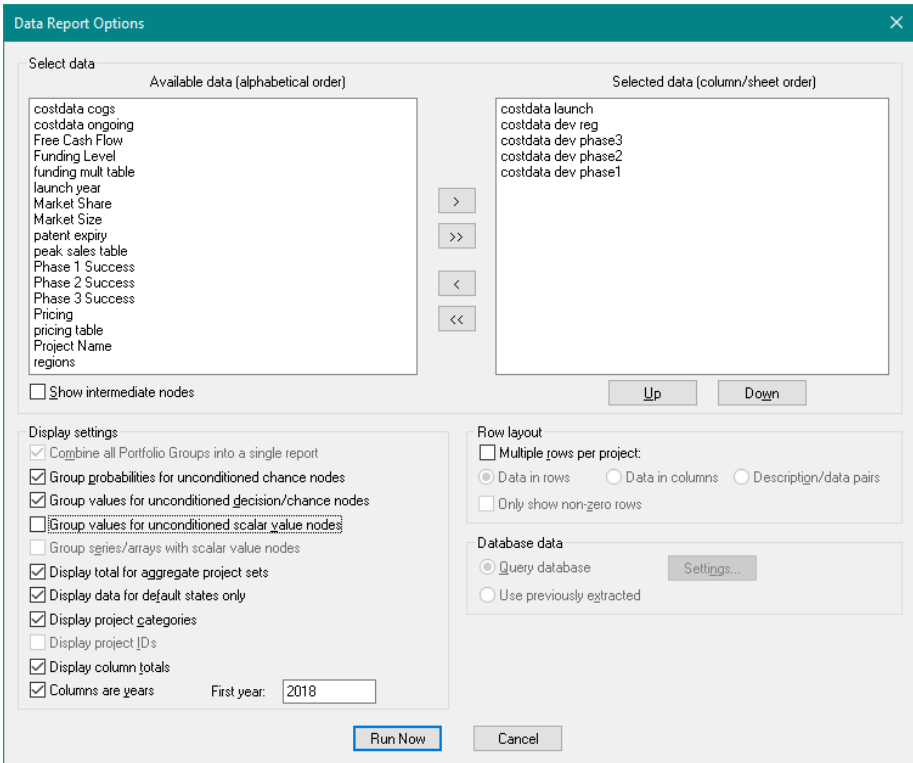 Data Report Options
Select data
Available data (alphabetical order)
costdata cogs
costdata ongoing
Free Cash Flow
Funding Level
funding mult table
launch year
Market Share
Market Size
patent expiry
peak sales table
Phase 1 Success
Phase 2 Success
Phase 3 Success
Pricing
pricing table
Project Name
regions
Show intermediate nodes
>
>>
<
<<
Selected data (column/sheet order)
costdata launch
costdata dev reg
costdata dev phase3
costdata dev phase2
costdata dev phase1
Up Down
Display settings
Combine all Portfolio Groups into a single report
Group probabilities for unconditioned chance nodes
Group values for unconditioned decision/chance nodes
Group values for unconditioned scalar value nodes
Group series/arrays with scalar value nodes
Display total for aggregate project sets
Display data for default states only
Display project categories
Display project IDs
Display column totals
Columns are years First year: 2018
Row layout
Multiple rows per project:
Data in rows Data in columns Description/data pairs
Only show non-zero rows
Database data
Query database Settings...
Use previously extracted
Run Now Cancel